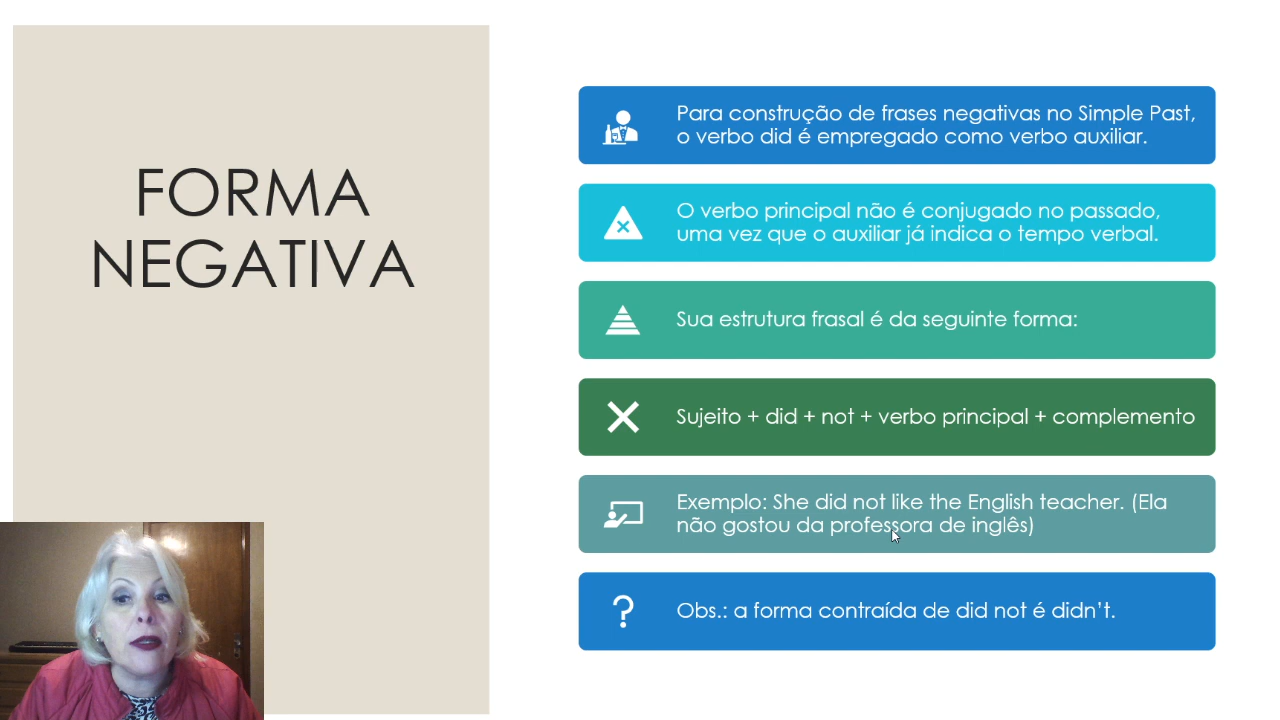 FORMA
NEGATIVA
Para construção de frases negativas no Simple Past,
o verbo did é empregado como verbo auxiliar.
O verbo principal não é conjugado no passado,
uma vez que o auxiliar já indica o tempo verbal.
Sua estrutura frasal é da seguinte forma:
Sujeito + did + not + verbo principal + complemento
Exemplo: She did not like the English teacher. (Ela
não gostou da professora de inglês)
Obs.: a forma contraída de did not é didn’t.